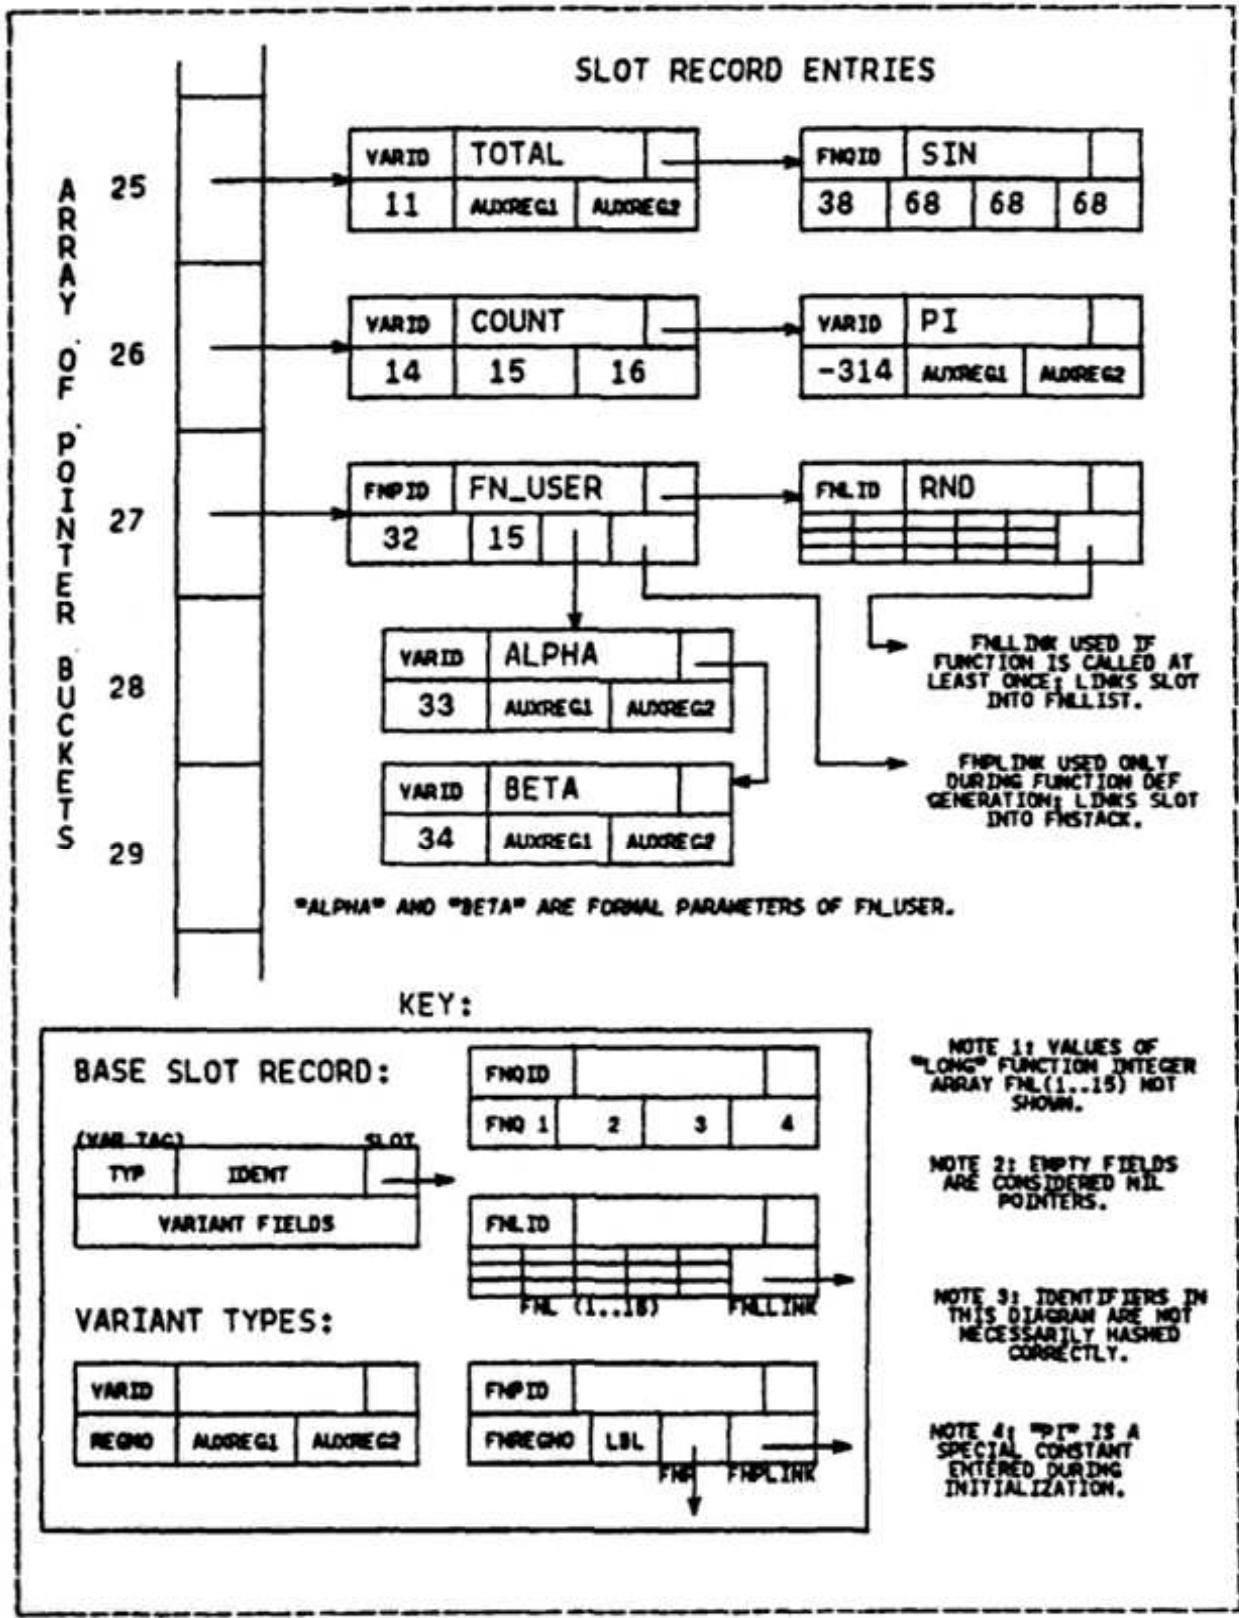 SLOT RECORD ENTRIES
ARRAY OF POINTER BUCKETS
25
VARID TOTAL
11 AUXREG1 AUXREG2
FNQID SIN
38 68 68 68
26
VARID COUNT
14 15 16
VARID PI
-314 AUXREG1 AUXREG2
27
FNPID FN_USER
32 15
FNLID RND
28
VARID ALPHA
33 AUXREG1 AUXREG2
FNLLINK USED IF
FUNCTION IS CALLED AT
LEAST ONCE; LINKS SLOT
INTO FNLLIST.
29
VARID BETA
34 AUXREG1 AUXREG2
FNPLINK USED ONLY
DURING FUNCTION DEF
GENERATION; LINKS SLOT
INTO FNSTACK.
"ALPHA" AND "BETA" ARE FORMAL PARAMETERS OF FN_USER.
KEY:
BASE SLOT RECORD:
(VAR TAG) SLOT
TYP IDENT
VARIANT FIELDS
VARIANT TYPES:
VARID
REGNO AUXREG1 AUXREG2
FNQID
FNQ 1 2 3 4
FNLID
FNL (1..15) FNLLINK
FNPID
FNREGNO LBL
FNP FNPLINK
NOTE 1: VALUES OF
"LONG" FUNCTION INTEGER
ARRAY FNL(1..15) NOT
SHOWN.
NOTE 2: EMPTY FIELDS
ARE CONSIDERED NIL
POINTERS.
NOTE 3: IDENTIFIERS IN
THIS DIAGRAM ARE NOT
NECESSARILY HASHED
CORRECTLY.
NOTE 4: "PI" IS A
SPECIAL CONSTANT
ENTERED DURING
INITIALIZATION.